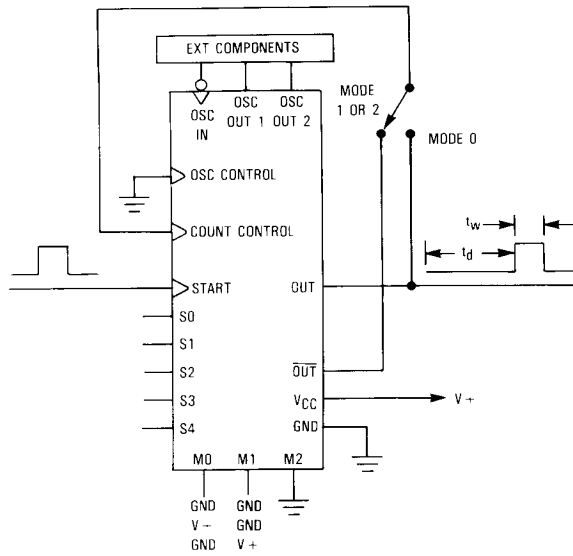 EXT COMPONENTS
OSC IN
OSC OUT 1
OSC OUT 2
MODE 1 OR 2
MODE 0
OSC CONTROL
COUNT CONTROL
START
OUT
tw
td
S0
S1
S2
S3
S4
OUT
VCC
V+
GND
M0 M1 M2
GND GND
V− GND
GND V+